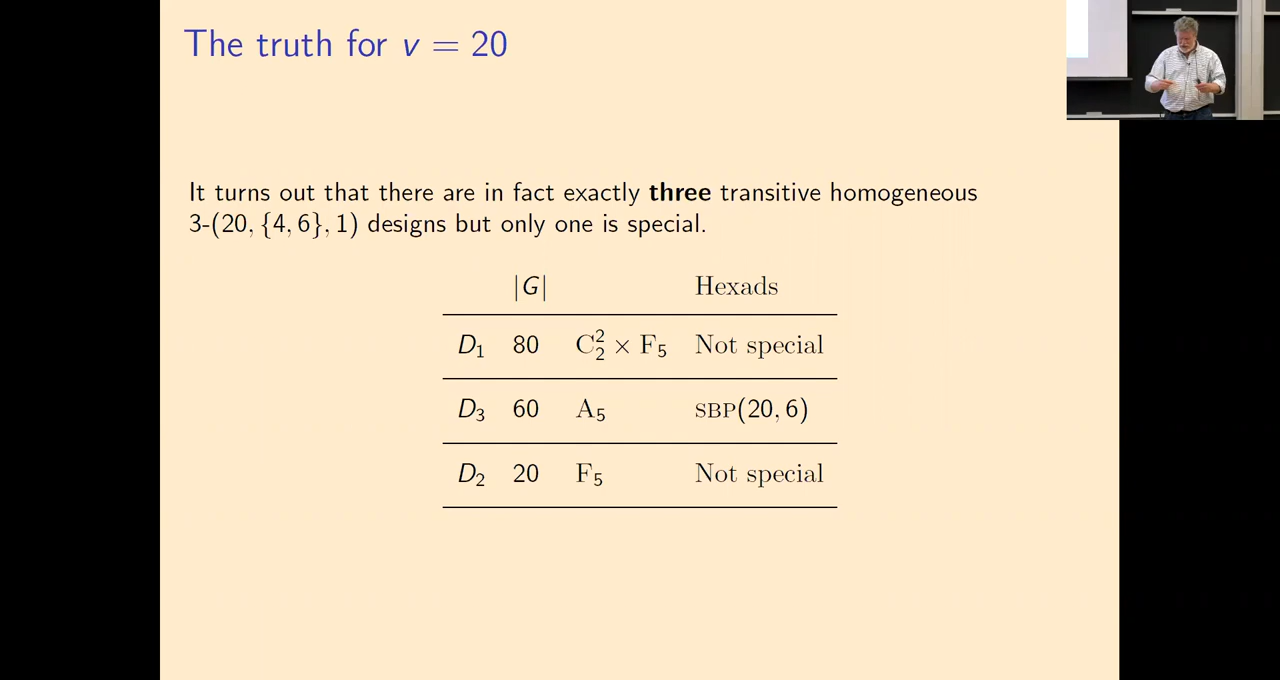 The truth for v = 20
It turns out that there are in fact exactly three transitive homogeneous
3-(20, {4, 6}, 1) designs but only one is special.
|G| Hexads
D₁ 80 C₂² × F₅ Not special
D₃ 60 A₅ SBP(20, 6)
D₂ 20 F₅ Not special